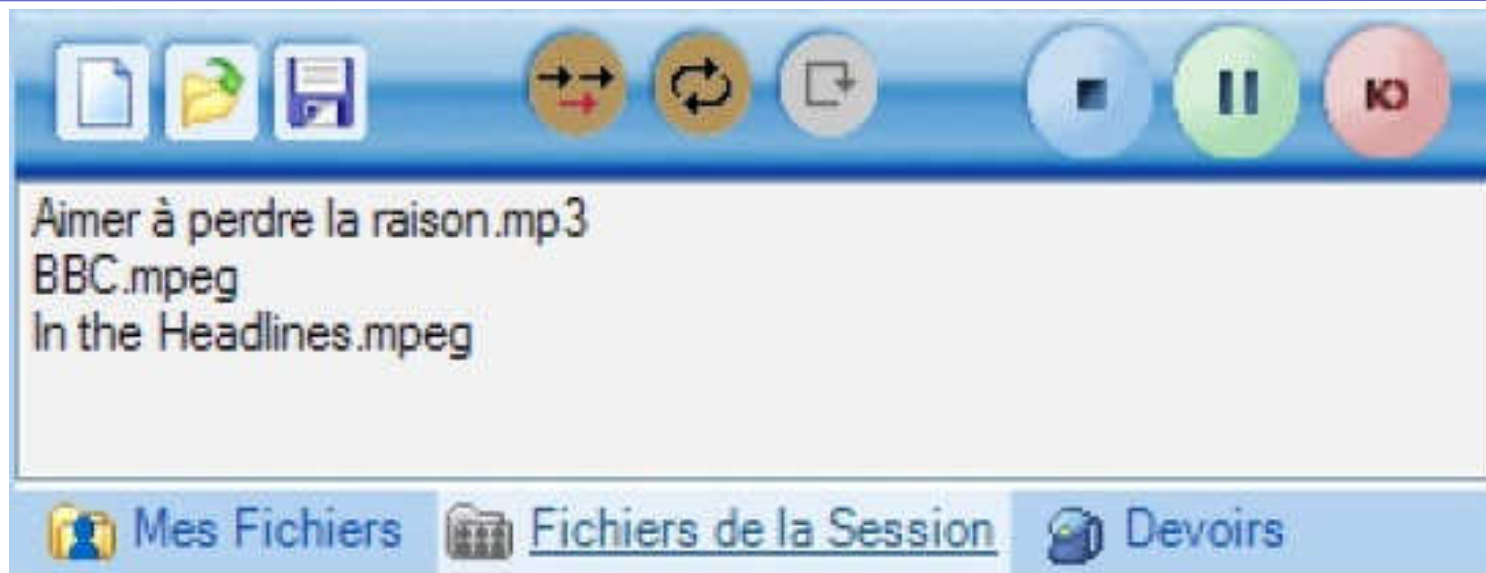 Aimer à perdre la raison.mp3
BBC.mpeg
In the Headlines.mpeg
Mes Fichiers Fichiers de la Session Devoirs